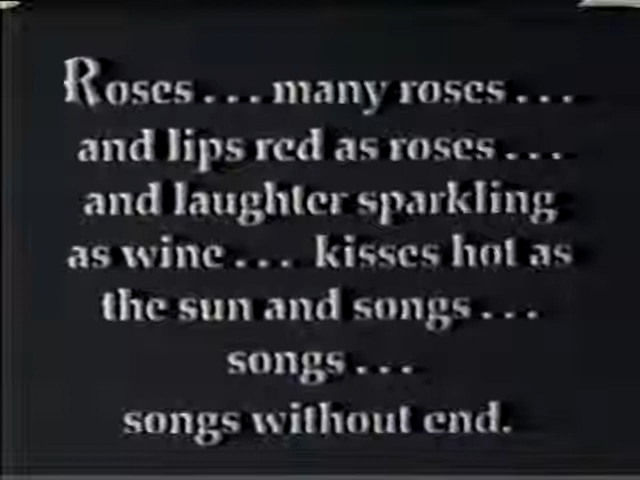 Roses... many roses...
and lips red as roses...
and laughter sparkling
as wine... kisses hot as
the sun and songs...
songs...
songs without end.